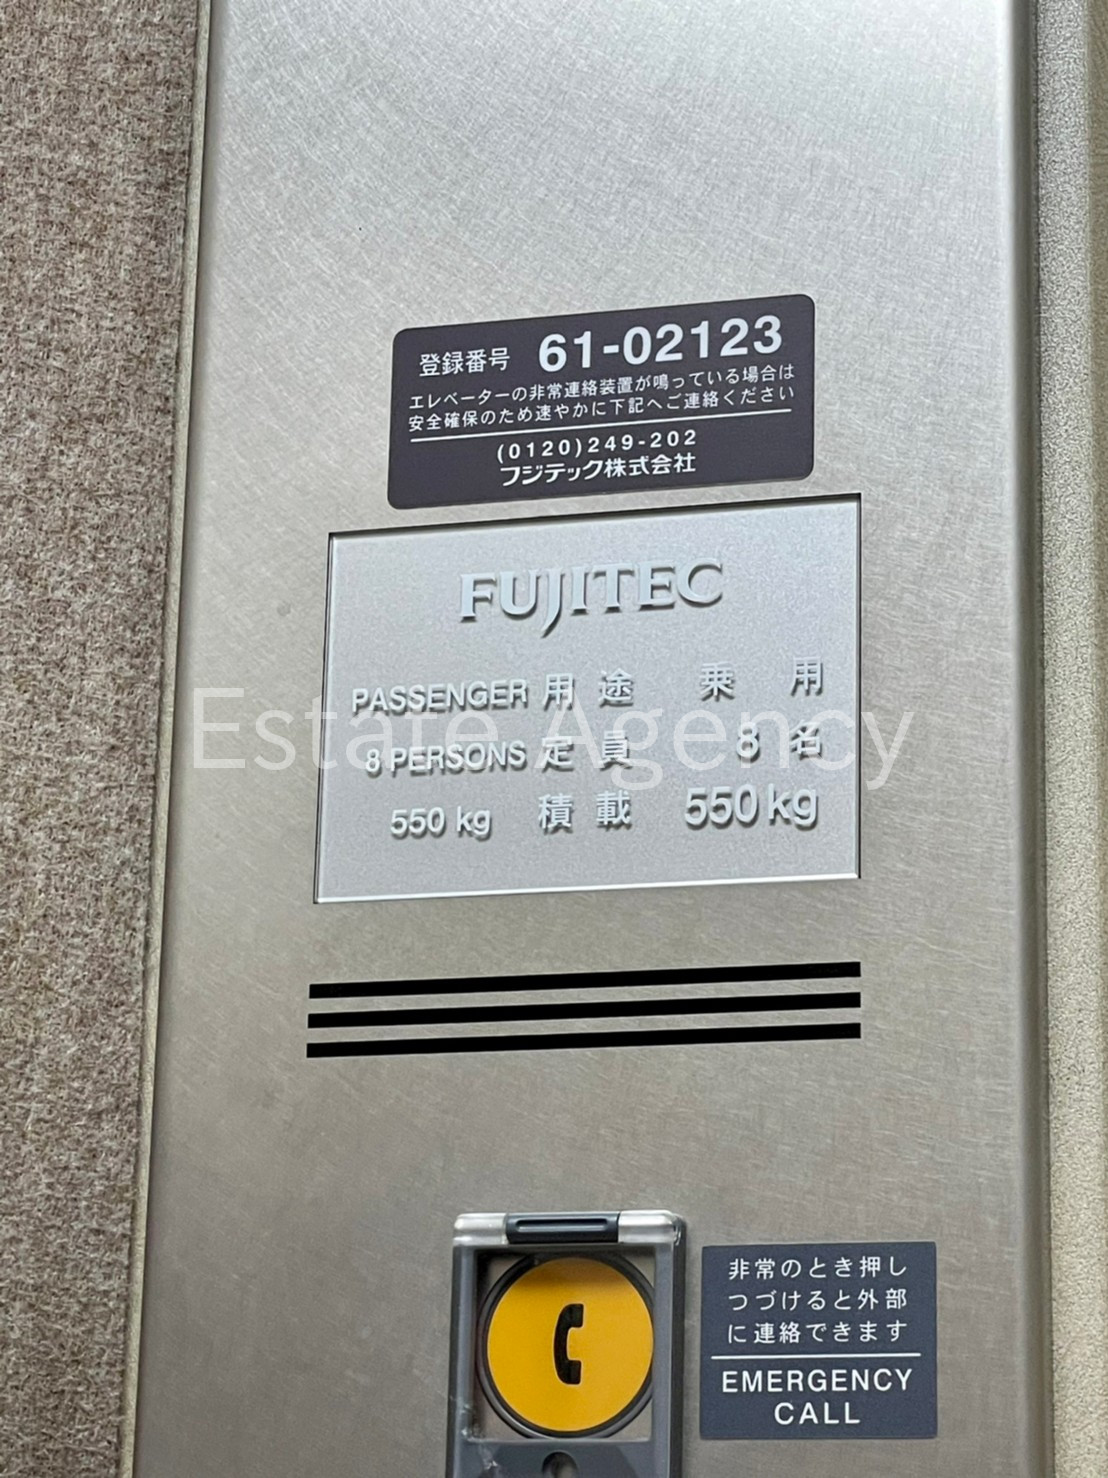 登録番号 61-02123
エレベーターの非常連絡装置が鳴っている場合は
安全確保のため速やかに下記へご連絡ください
(0120)249-202
フジテック株式会社
FUJITEC
PASSENGER 用途 乗用
Estate Agency
8 PERSONS 定員 8名
550 kg 積載 550kg
非常のとき押し
つづけると外部
に連絡できます
EMERGENCY
CALL